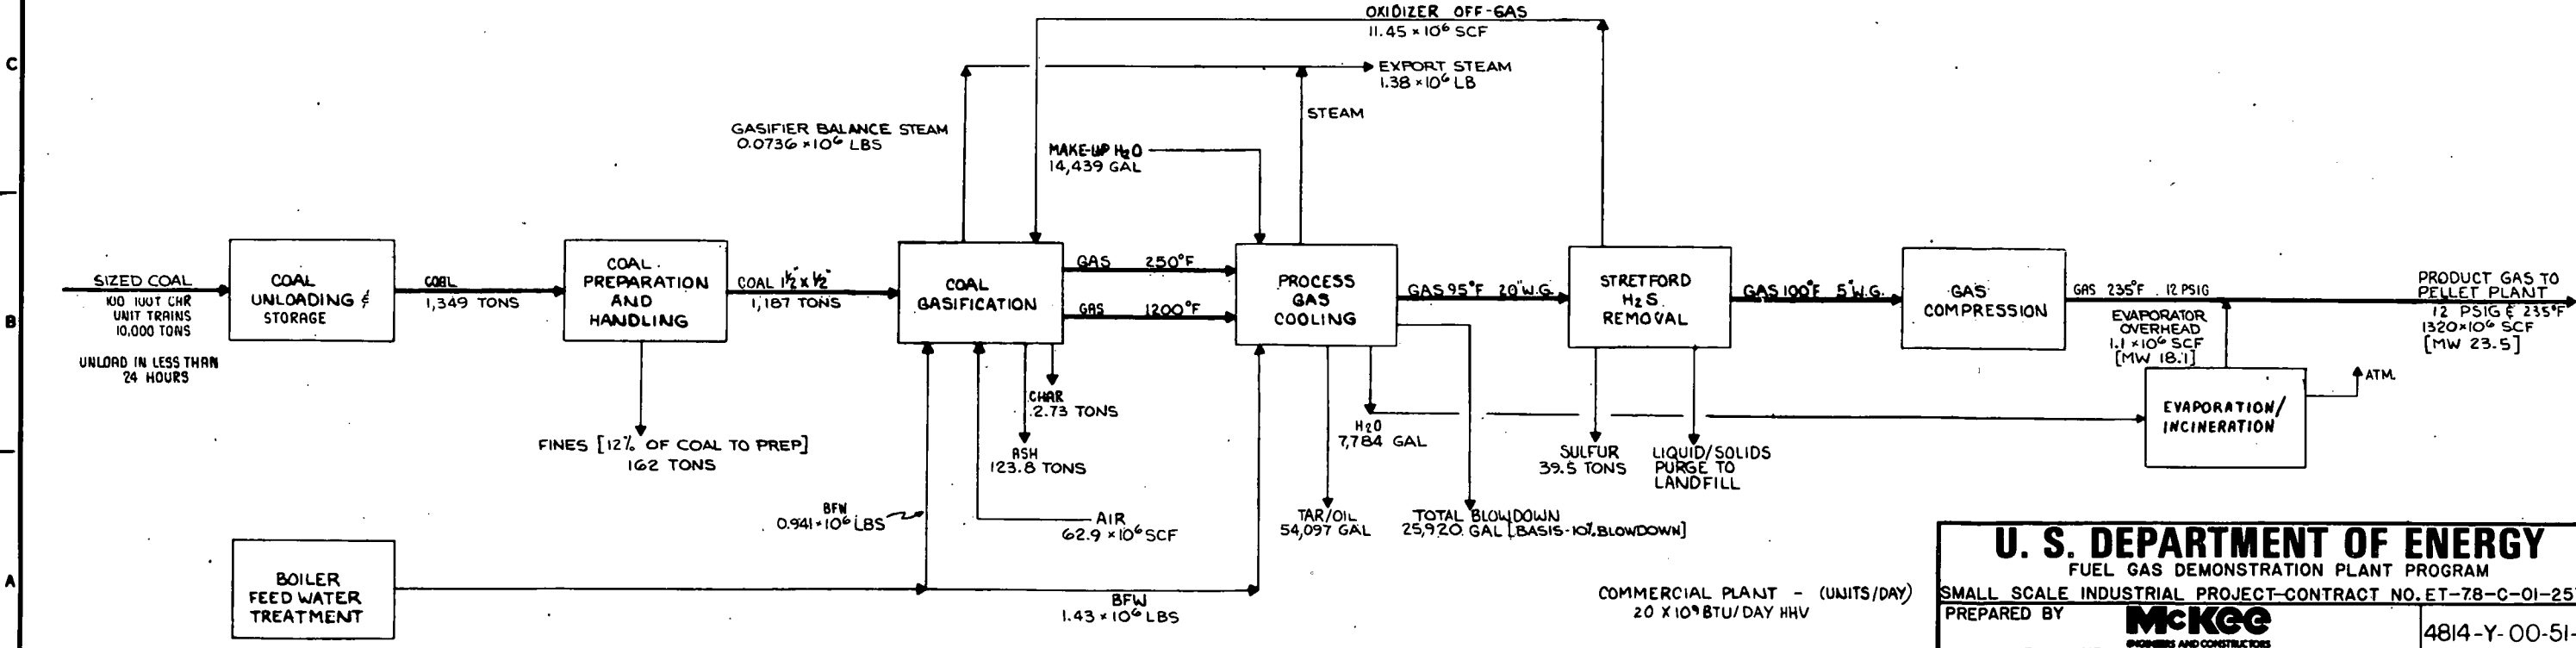 C
OXIDIZER OFF-GAS
11.45 × 10⁶ SCF
EXPORT STEAM
1.38 × 10⁶ LB
STEAM
GASIFIER BALANCE STEAM
0.0736 × 10⁶ LBS
MAKE-UP H₂O
14,439 GAL
B
SIZED COAL
100 100T CHR
UNIT TRAINS
10,000 TONS
UNLOAD IN LESS THAN
24 HOURS
COAL
UNLOADING &
STORAGE
COAL
1,349 TONS
COAL
PREPARATION
AND
HANDLING
COAL 1½" × ½"
1,187 TONS
COAL
GASIFICATION
GAS 250°F
GAS 1200°F
PROCESS
GAS
COOLING
GAS 95°F 20"W.G.
STRETFORD
H₂S
REMOVAL
GAS 100°F 5"W.G.
GAS
COMPRESSION
GAS 235°F 12 PSIG
EVAPORATOR
OVERHEAD
1.1 × 10⁶ SCF
[MW 18.1]
PRODUCT GAS TO
PELLET PLANT
12 PSIG & 235°F
1320×10⁶ SCF
[MW 23.5]
ATM.
EVAPORATION/
INCINERATION
FINES [12% OF COAL TO PREP]
162 TONS
CHAR
2.73 TONS
ASH
123.8 TONS
H₂O
7,784 GAL
SULFUR
39.5 TONS
LIQUID/SOLIDS
PURGE TO
LANDFILL
BFW
0.941 × 10⁶ LBS
AIR
62.9 × 10⁶ SCF
TAR/OIL
54,097 GAL
TOTAL BLOWDOWN
25,920 GAL [BASIS-10% BLOWDOWN]
A
BOILER
FEED WATER
TREATMENT
BFW
1.43 × 10⁶ LBS
COMMERCIAL PLANT - (UNITS/DAY)
20 X 10⁹ BTU/DAY HHV
U. S. DEPARTMENT OF ENERGY
FUEL GAS DEMONSTRATION PLANT PROGRAM
SMALL SCALE INDUSTRIAL PROJECT-CONTRACT NO. ET-78-C-01-25
PREPARED BY
McKee
ENGINEERS AND CONSTRUCTORS
4814-Y-00-51-